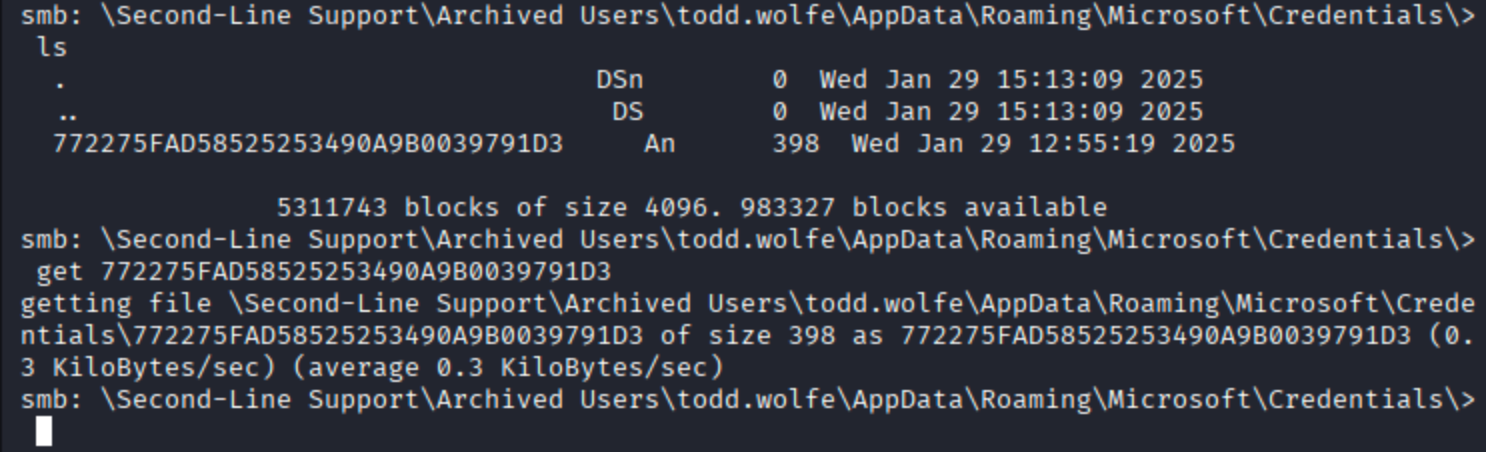 smb: \Second-Line Support\Archived Users\todd.wolfe\AppData\Roaming\Microsoft\Credentials\>
 ls
  .                                  DSn        0  Wed Jan 29 15:13:09 2025
  ..                                  DS        0  Wed Jan 29 15:13:09 2025
  772275FAD58525253490A9B0039791D3     An      398  Wed Jan 29 12:55:19 2025
                5311743 blocks of size 4096. 983327 blocks available
smb: \Second-Line Support\Archived Users\todd.wolfe\AppData\Roaming\Microsoft\Credentials\>
 get 772275FAD58525253490A9B0039791D3
getting file \Second-Line Support\Archived Users\todd.wolfe\AppData\Roaming\Microsoft\Crede
ntials\772275FAD58525253490A9B0039791D3 of size 398 as 772275FAD58525253490A9B0039791D3 (0.
3 KiloBytes/sec) (average 0.3 KiloBytes/sec)
smb: \Second-Line Support\Archived Users\todd.wolfe\AppData\Roaming\Microsoft\Credentials\>